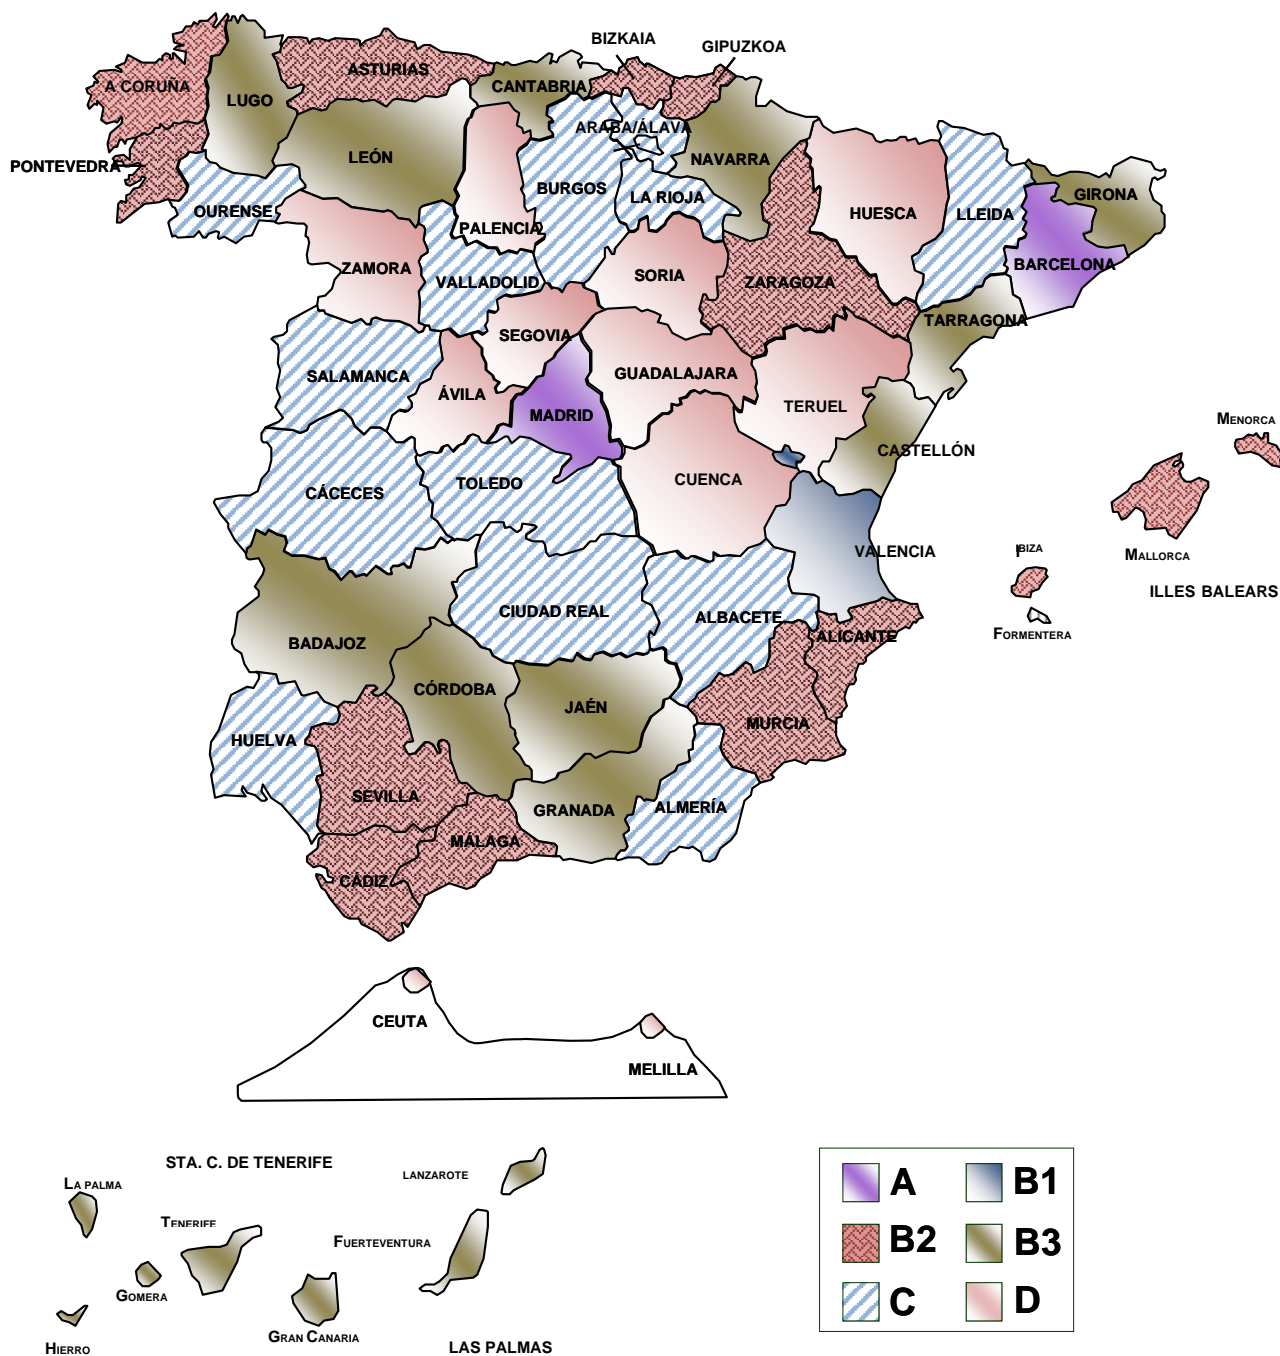 BIZKAIA
GIPUZKOA
A CORUÑA
LUGO
ASTURIAS
CANTABRIA
ARABA/ÁLAVA
NAVARRA
PONTEVEDRA
LEÓN
BURGOS
LA RIOJA
OURENSE
PALENCIA
HUESCA
LLEIDA
GIRONA
ZAMORA
VALLADOLID
SORIA
ZARAGOZA
BARCELONA
SEGOVIA
TARRAGONA
SALAMANCA
ÁVILA
GUADALAJARA
MADRID
TERUEL
CASTELLÓN
MENORCA
CÁCECES
TOLEDO
CUENCA
VALENCIA
IBIZA
MALLORCA
ILLES BALEARS
FORMENTERA
CIUDAD REAL
ALBACETE
ALICANTE
BADAJOZ
CÓRDOBA
JAÉN
MURCIA
HUELVA
SEVILLA
GRANADA
ALMERÍA
MÁLAGA
CÁDIZ
CEUTA
MELILLA
STA. C. DE TENERIFE
LA PALMA
LANZAROTE
TENERIFE
FUERTEVENTURA
GOMERA
GRAN CANARIA
HIERRO
LAS PALMAS
A
B1
B2
B3
C
D